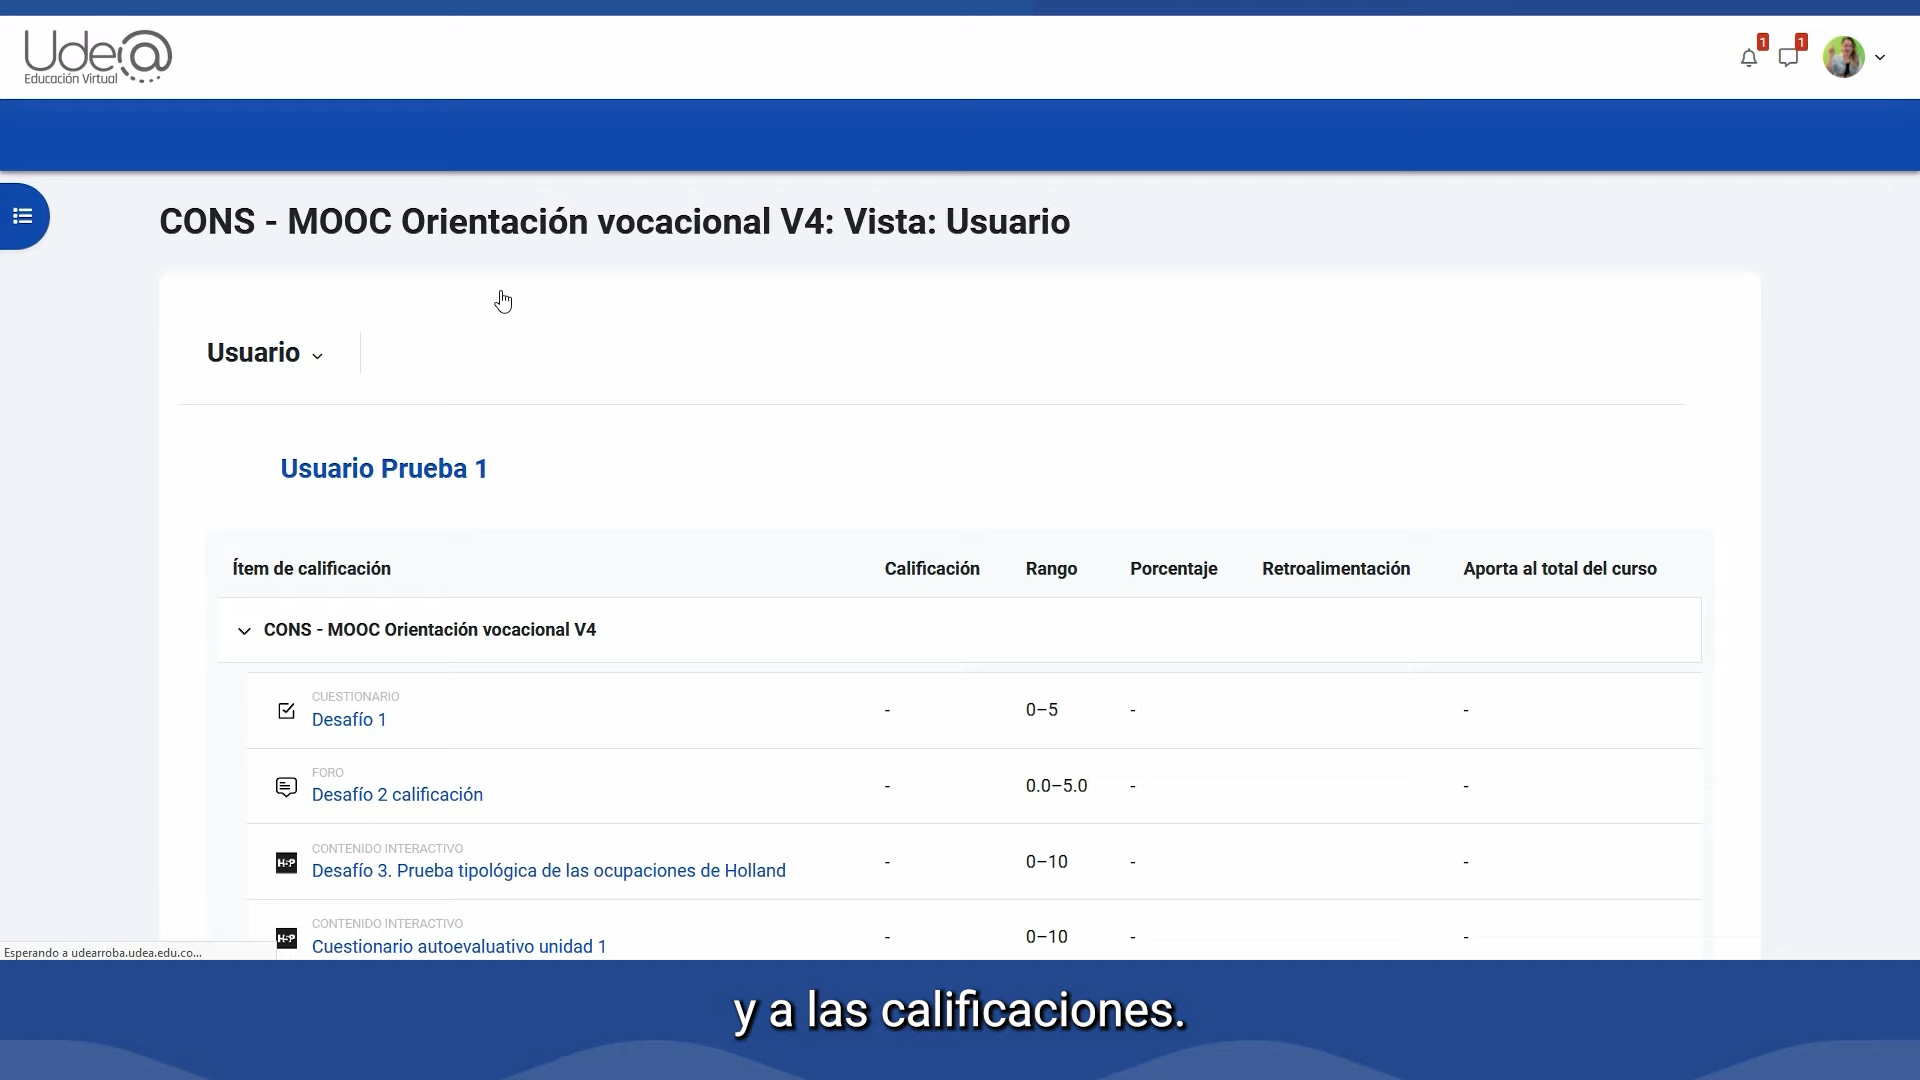 Ude@
Educación Virtual
1
1
CONS - MOOC Orientación vocacional V4: Vista: Usuario
Usuario
Usuario Prueba 1
Ítem de calificación Calificación Rango Porcentaje Retroalimentación Aporta al total del curso
CONS - MOOC Orientación vocacional V4
CUESTIONARIO
Desafío 1 - 0–5 - -
FORO
Desafío 2 calificación - 0.0–5.0 - -
CONTENIDO INTERACTIVO
H-P Desafío 3. Prueba tipológica de las ocupaciones de Holland - 0–10 - -
CONTENIDO INTERACTIVO
H-P Cuestionario autoevaluativo unidad 1 - 0–10 - -
Esperando a udearroba.udea.edu.co...
y a las calificaciones.